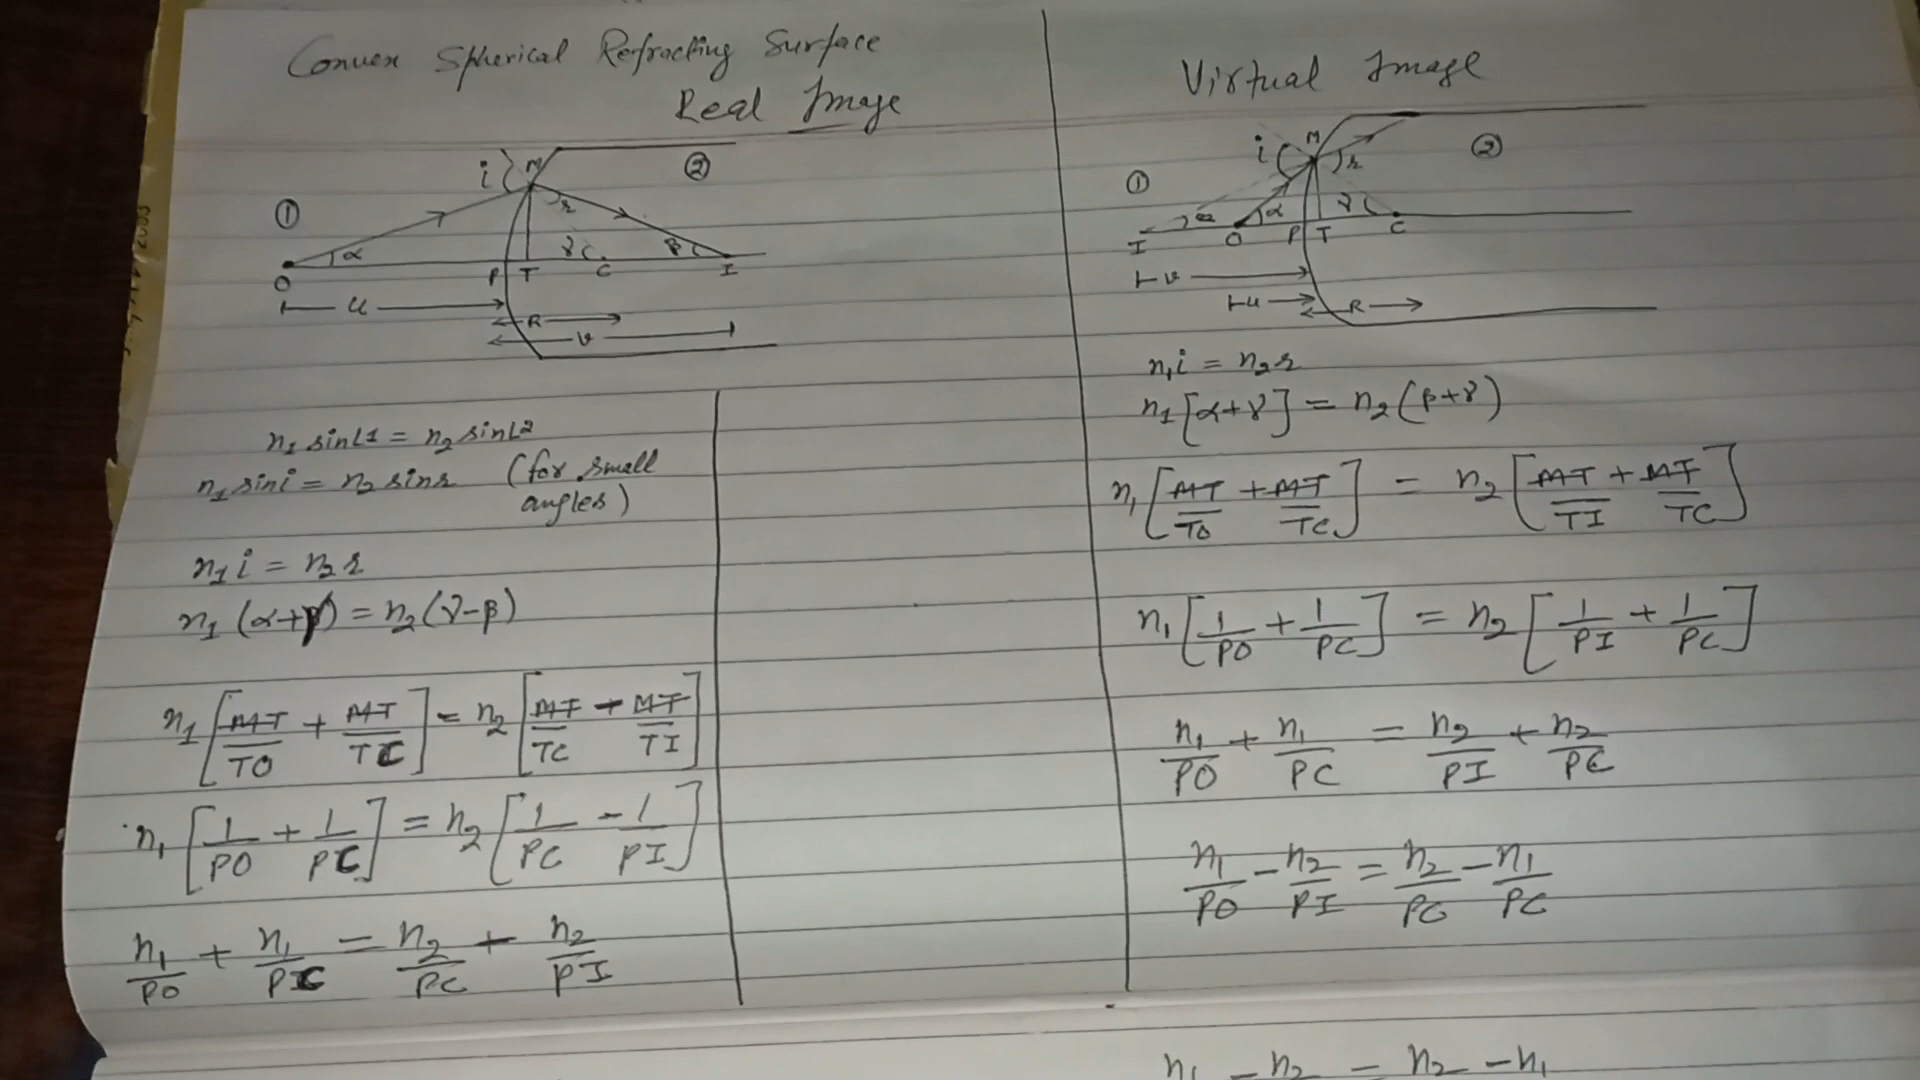 Convex Spherical Refracting Surface
Real Image
① ② i M r α γ β O P T C I
u
R
v
n₁ sin∠1 = n₂ sin∠2
n₁ sin i = n₂ sin r (for small angles)
n₁ i = n₂ r
n₁ (α+γ) = n₂ (γ-β)
n₁ [MT/TO + MT/TC] = n₂ [MT/TC - MT/TI]
n₁ [1/PO + 1/PC] = n₂ [1/PC - 1/PI]
n₁/PO + n₁/PC = n₂/PC - n₂/PI
Virtual Image
① ② i M r α γ I O P T C
v
u R
n₁ i = n₂ r
n₁ [α+γ] = n₂ (β+γ)
n₁ [MT/TO + MT/TC] = n₂ [MT/TI + MT/TC]
n₁ [1/PO + 1/PC] = n₂ [1/PI + 1/PC]
n₁/PO + n₁/PC = n₂/PI + n₂/PC
n₁/PO - n₂/PI = n₂/PC - n₁/PC
n₁ - n₂ = n₂ - n₁